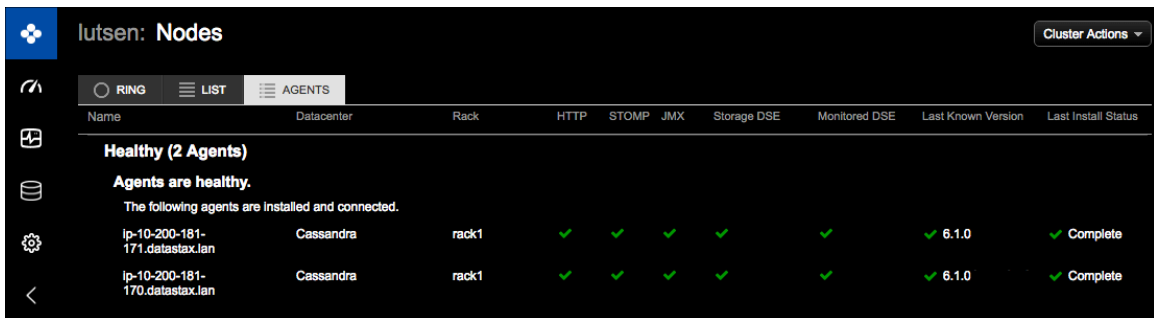 lutsen: Nodes
Cluster Actions
RING LIST AGENTS
Name Datacenter Rack HTTP STOMP JMX Storage DSE Monitored DSE Last Known Version Last Install Status
Healthy (2 Agents)
Agents are healthy.
The following agents are installed and connected.
ip-10-200-181-
171.datastax.lan
Cassandra rack1 6.1.0 Complete
ip-10-200-181-
170.datastax.lan
Cassandra rack1 6.1.0 Complete